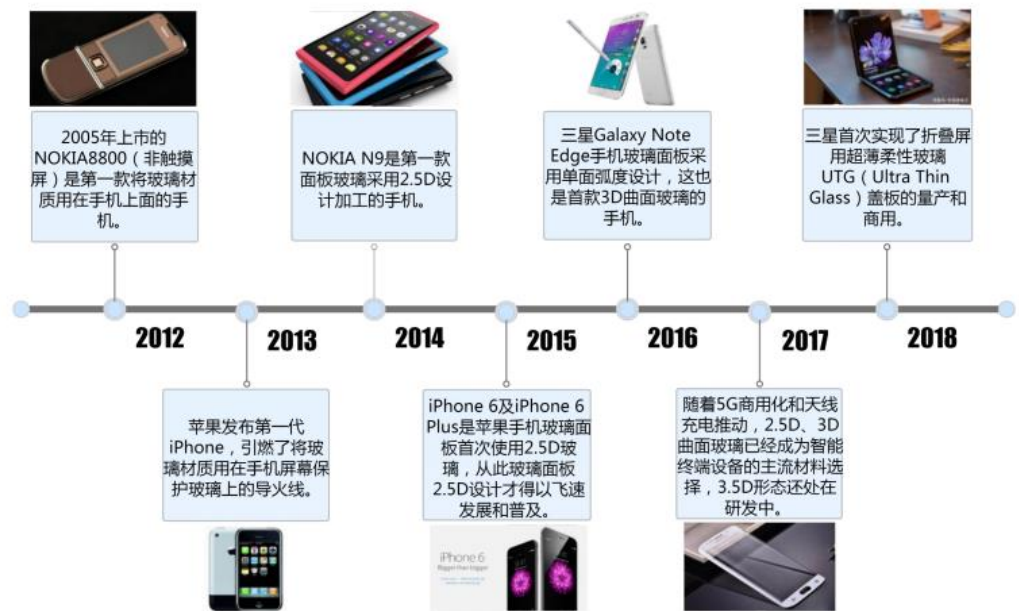 2005年上市的
NOKIA8800（非触摸
屏）是第一款将玻璃材
质用在手机上面的手
机。
NOKIA N9是第一款
面板玻璃采用2.5D设
计加工的手机。
三星Galaxy Note
Edge手机玻璃面板采
用单面弧度设计，这也
是首款3D曲面玻璃的
手机。
三星首次实现了折叠屏
用超薄柔性玻璃
UTG（Ultra Thin
Glass）盖板的量产和
商用。
2012
2013
2014
2015
2016
2017
2018
苹果发布第一代
iPhone，引燃了将玻
璃材质用在手机屏幕保
护玻璃上的导火线。
iPhone 6及iPhone 6
Plus是苹果手机玻璃面
板首次使用2.5D玻
璃，从此玻璃面板
2.5D设计才得以飞速
发展和普及。
随着5G商用化和天线
充电推动，2.5D、3D
曲面玻璃已经成为智能
终端设备的主流材料选
择，3.5D形态还处在
研发中。
iPhone 6
Bigger than bigger